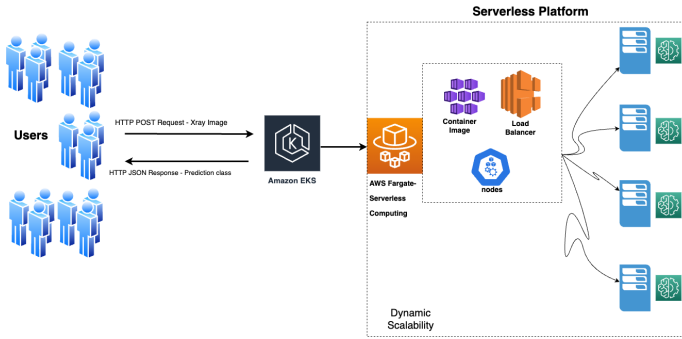 Serverless Platform
Users
HTTP POST Request - Xray Image
HTTP JSON Response - Prediction class
K
Amazon EKS
AWS Fargate-
Serverless
Computing
Container
Image
Load
Balancer
nodes
Dynamic
Scalability